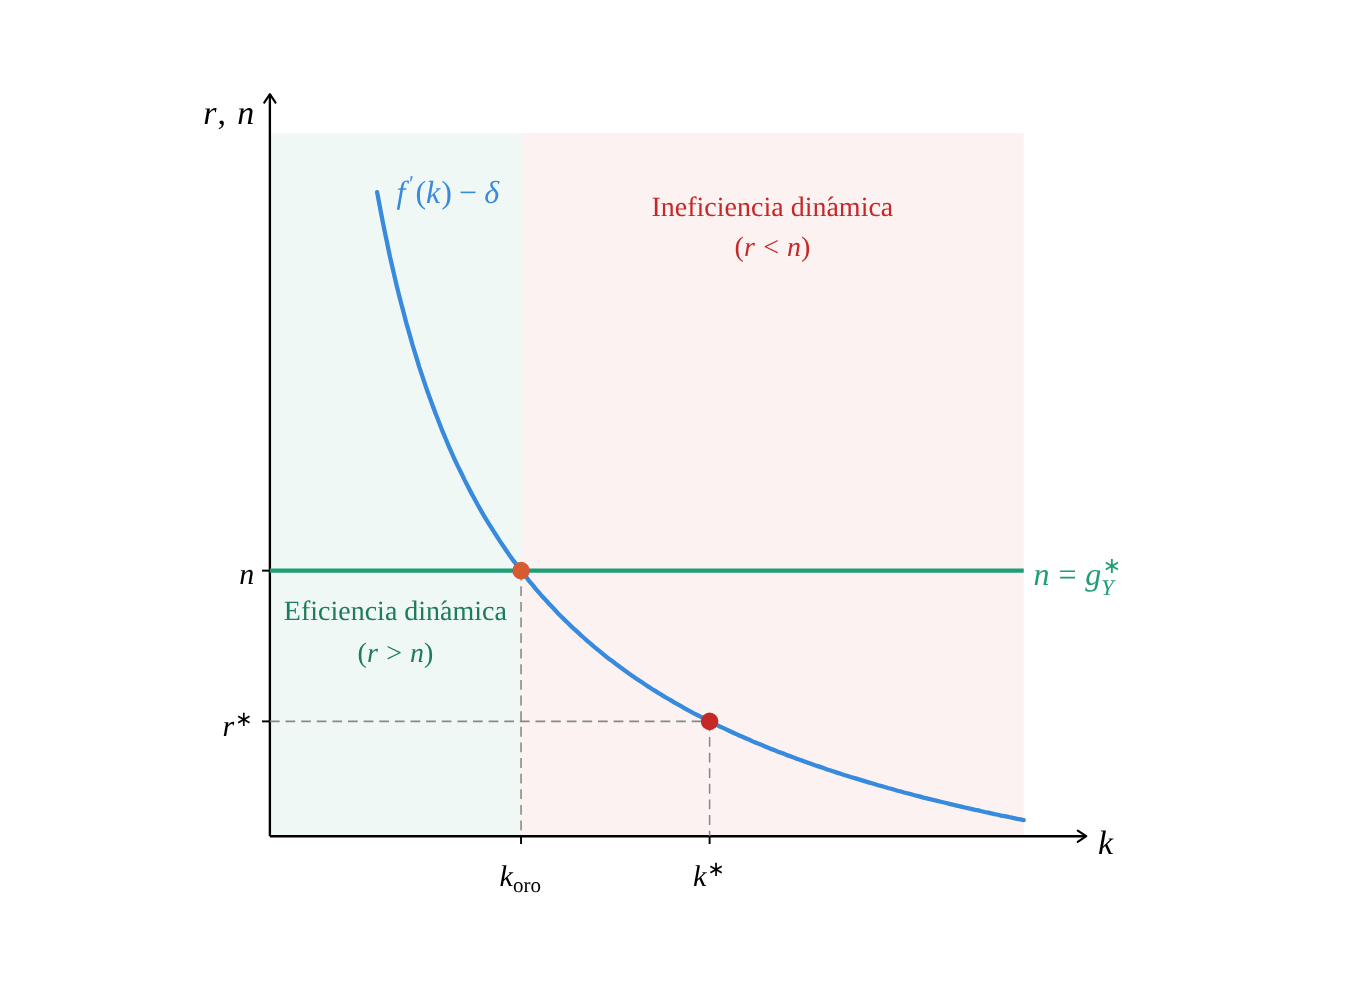 r, n
f′(k) − δ
Ineficiencia dinámica
(r < n)
n
n = g*Y
Eficiencia dinámica
(r > n)
r*
k
koro
k*